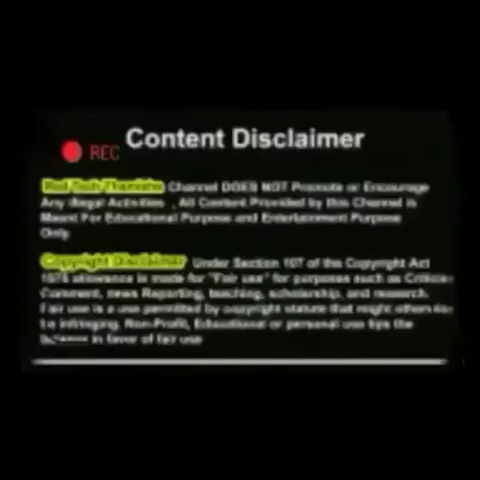 Content Disclaimer
REC
Channel DOES NOT Promote or Encourage
Any Illegal Activities , All Content Provided by this Channel is
Meant For Educational Purpose and Entertainment Purpose
Only
Copyright Disclaimer Under Section 107 of the Copyright Act
1976 allowance is made for "Fair use" for purposes such as
Comment, news Reporting, teaching, scholarship, and research.
Fair use is a use permitted by copyright statute that might
be infringing. Non-Profit, Educational or personal use tips the
in favor of fair use